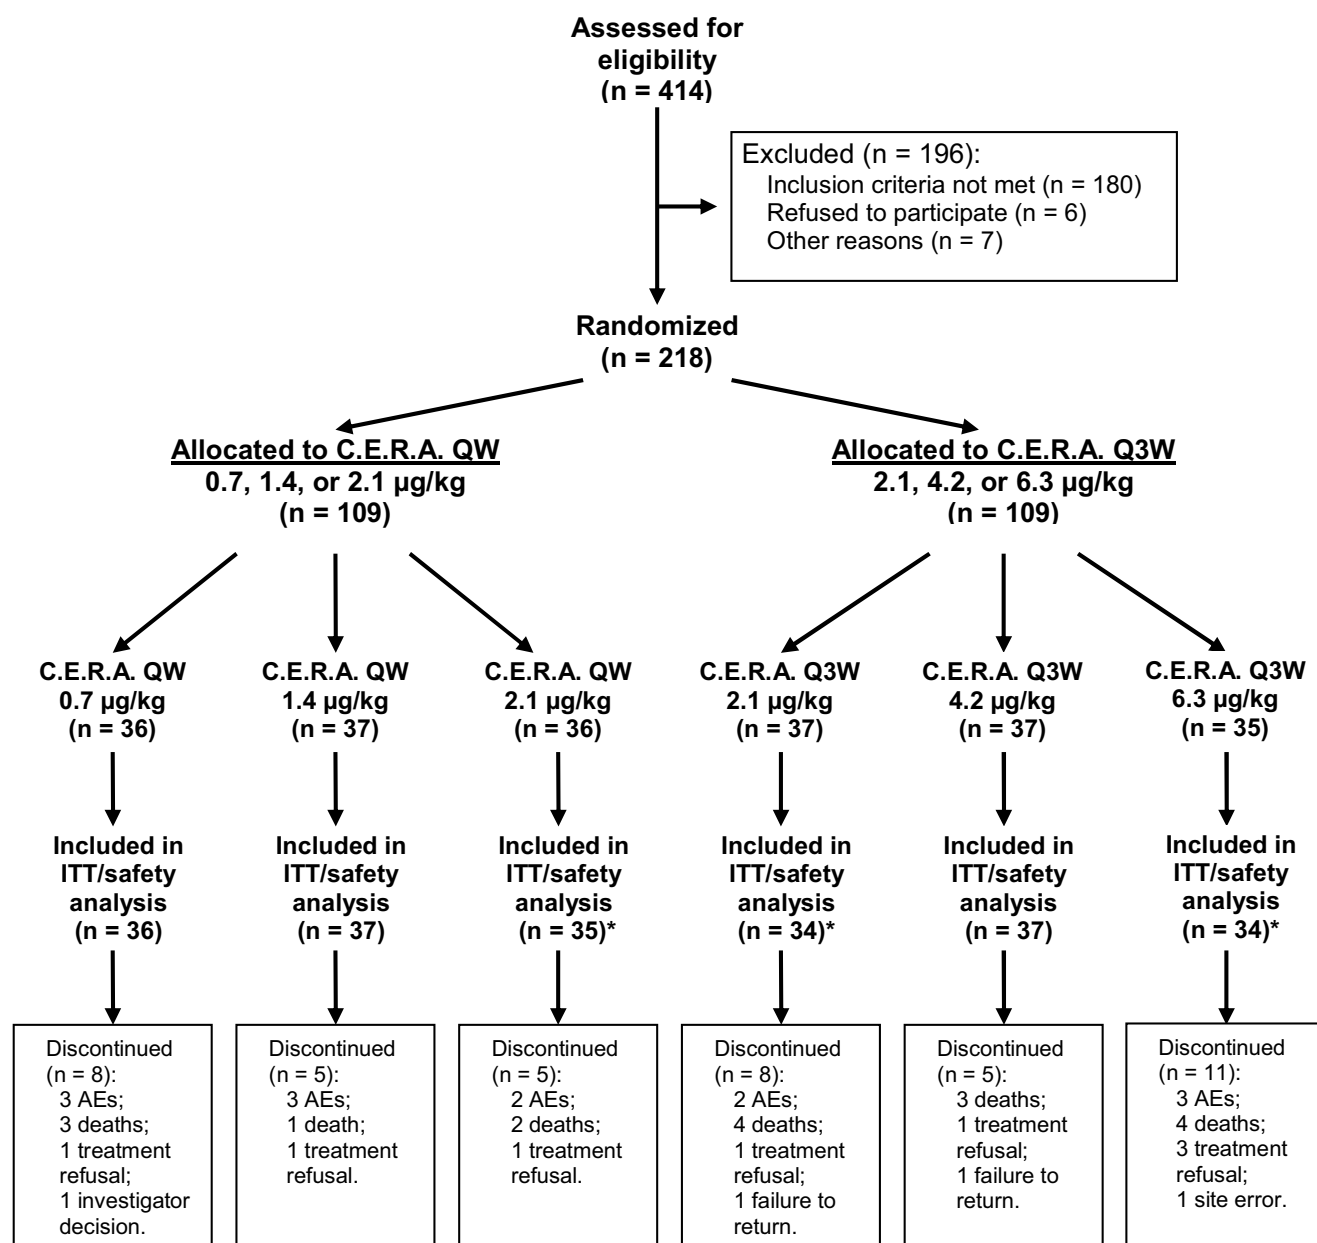 Assessed for
eligibility
(n = 414)
Excluded (n = 196):
Inclusion criteria not met (n = 180)
Refused to participate (n = 6)
Other reasons (n = 7)
Randomized
(n = 218)
Allocated to C.E.R.A. QW
0.7, 1.4, or 2.1 µg/kg
(n = 109)
Allocated to C.E.R.A. Q3W
2.1, 4.2, or 6.3 µg/kg
(n = 109)
C.E.R.A. QW
0.7 µg/kg
(n = 36)
C.E.R.A. QW
1.4 µg/kg
(n = 37)
C.E.R.A. QW
2.1 µg/kg
(n = 36)
C.E.R.A. Q3W
2.1 µg/kg
(n = 37)
C.E.R.A. Q3W
4.2 µg/kg
(n = 37)
C.E.R.A. Q3W
6.3 µg/kg
(n = 35)
Included in
ITT/safety
analysis
(n = 36)
Included in
ITT/safety
analysis
(n = 37)
Included in
ITT/safety
analysis
(n = 35)*
Included in
ITT/safety
analysis
(n = 34)*
Included in
ITT/safety
analysis
(n = 37)
Included in
ITT/safety
analysis
(n = 34)*
Discontinued
(n = 8):
3 AEs;
3 deaths;
1 treatment
refusal;
1 investigator
decision.
Discontinued
(n = 5):
3 AEs;
1 death;
1 treatment
refusal.
Discontinued
(n = 5):
2 AEs;
2 deaths;
1 treatment
refusal.
Discontinued
(n = 8):
2 AEs;
4 deaths;
1 treatment
refusal;
1 failure to
return.
Discontinued
(n = 5):
3 deaths;
1 treatment
refusal;
1 failure to
return.
Discontinued
(n = 11):
3 AEs;
4 deaths;
3 treatment
refusal;
1 site error.